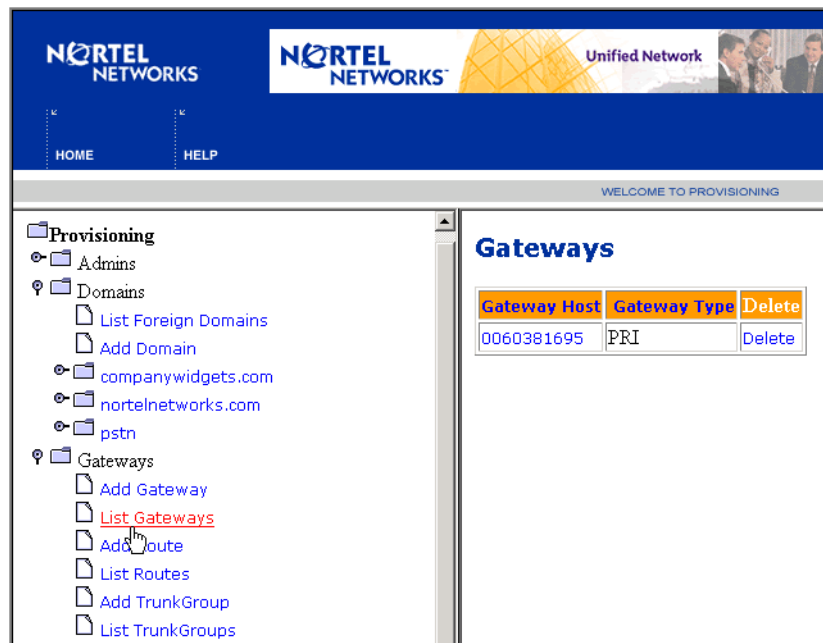 NORTEL NETWORKS
NORTEL NETWORKS
Unified Network
HOME HELP
WELCOME TO PROVISIONING
Provisioning
Admins
Domains
List Foreign Domains
Add Domain
companywidgets.com
nortelnetworks.com
pstn
Gateways
Add Gateway
List Gateways
Add Route
List Routes
Add TrunkGroup
List TrunkGroups
Gateways
Gateway Host Gateway Type Delete
0060381695 PRI Delete